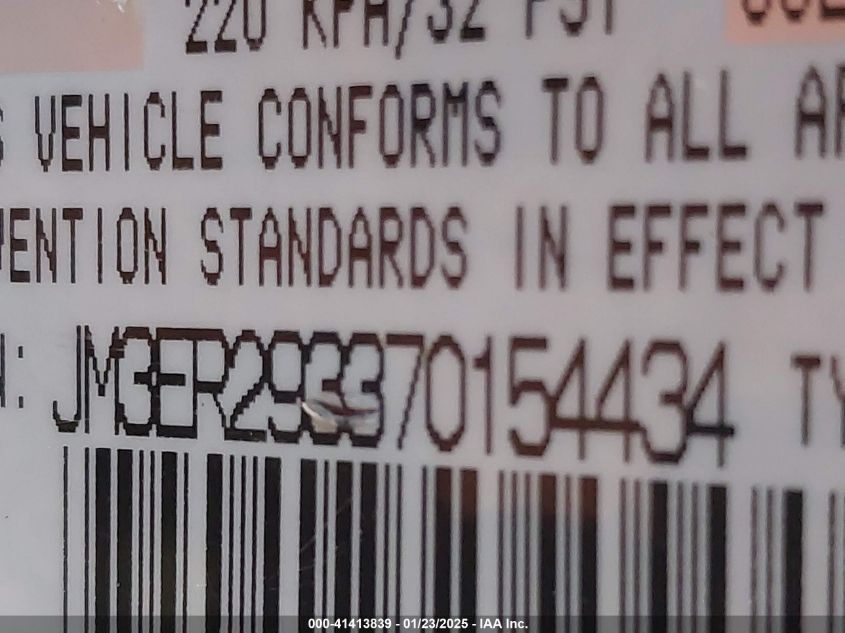 220 KPA/32 PSI
VEHICLE CONFORMS TO ALL
VENTION STANDARDS IN EFFECT
N: JM3ER293370154434 TY
000-41413839 - 01/23/2025 - IAA Inc.